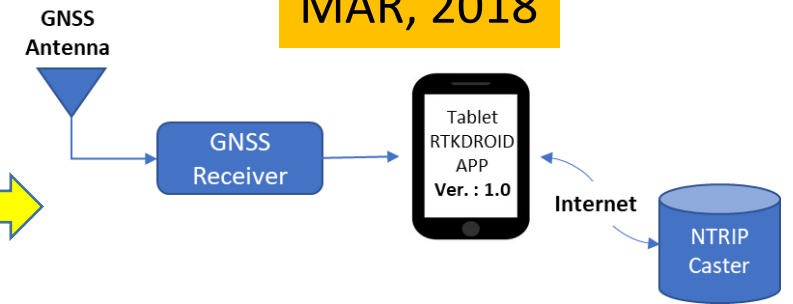 MAR, 2018
GNSS
Antenna
GNSS
Receiver
Tablet
RTKDROID
APP
Ver. : 1.0
Internet
NTRIP
Caster